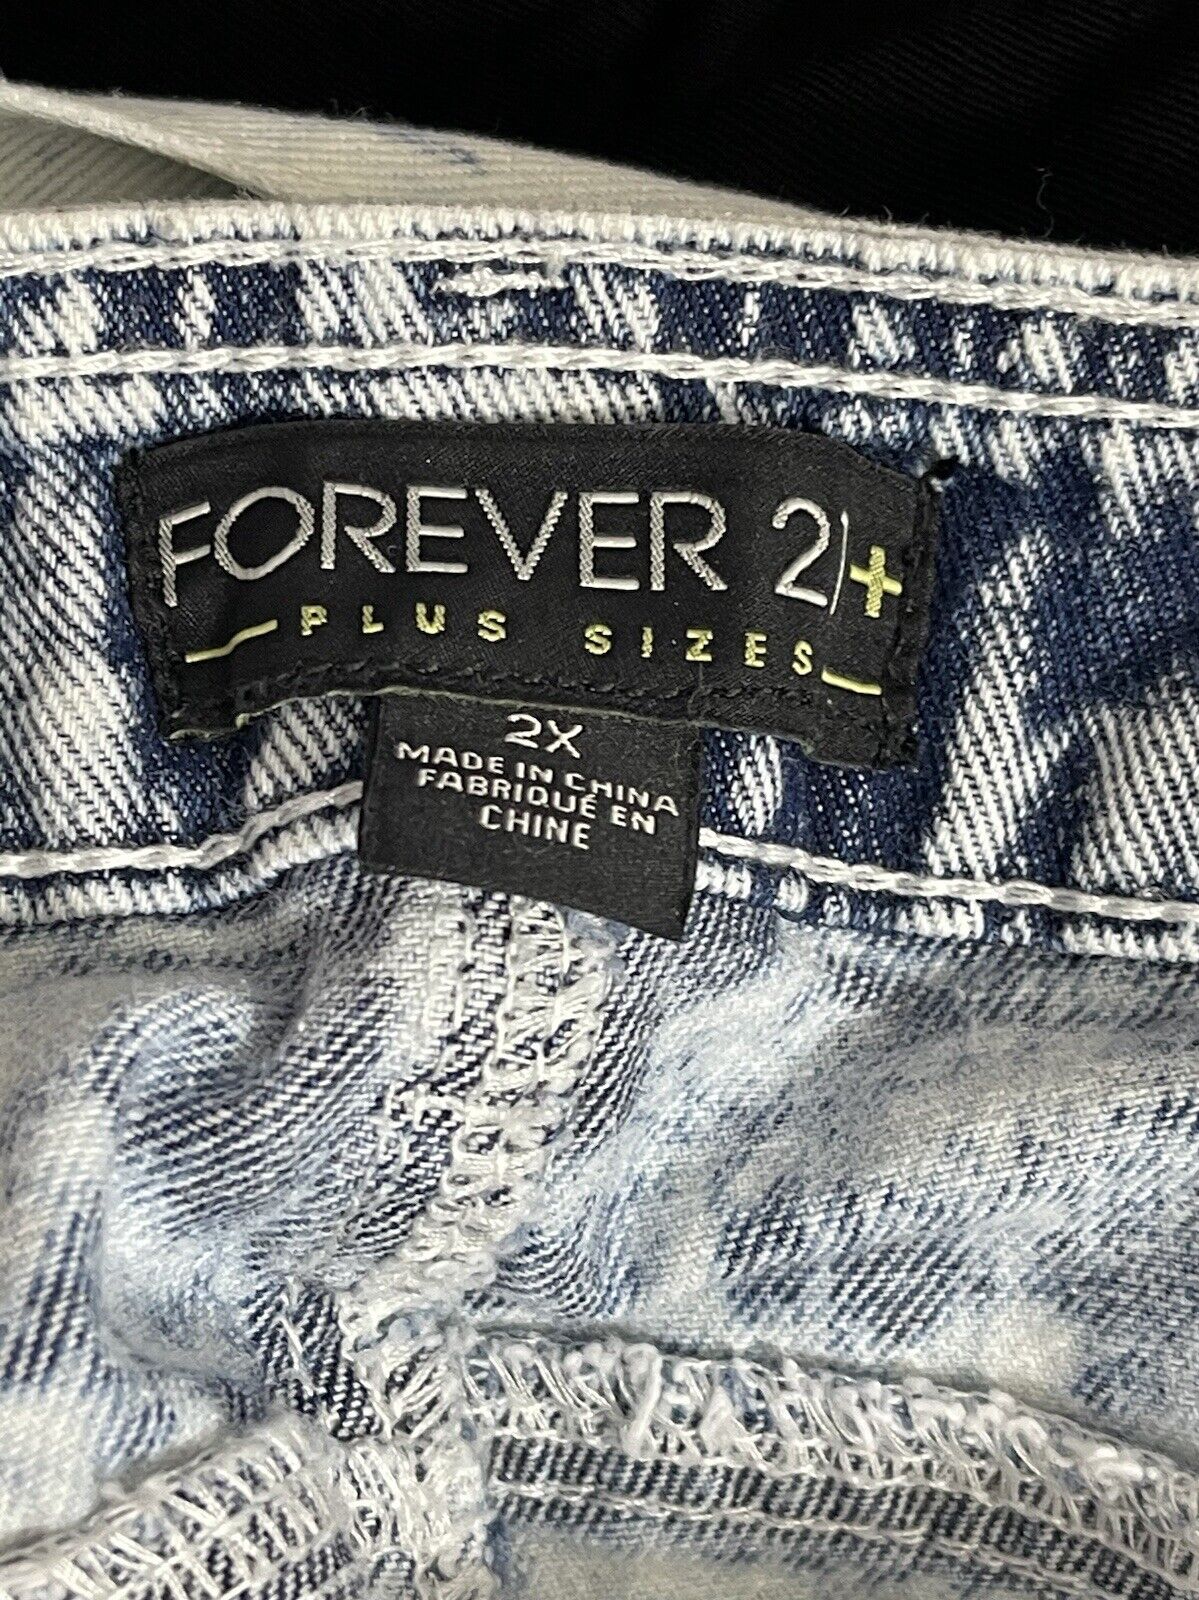 FOREVER 21+
PLUS SIZES
2X
MADE IN CHINA
FABRIQUÉ EN
CHINE